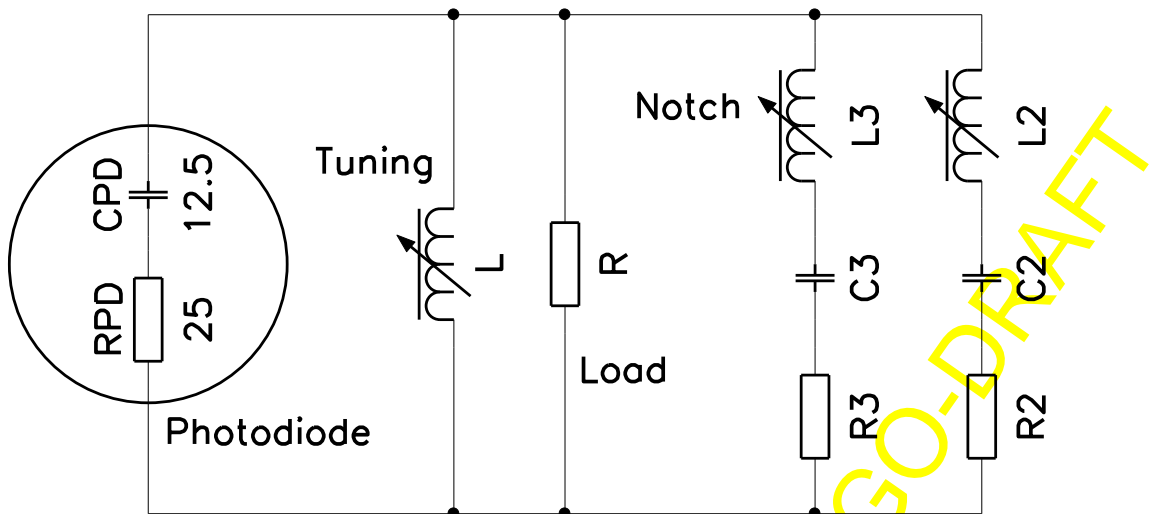 Notch
L3
L2
Tuning
CPD
12.5
L
R
C3
C2
RPD
25
Load
R3
R2
Photodiode
GO-DRAFT